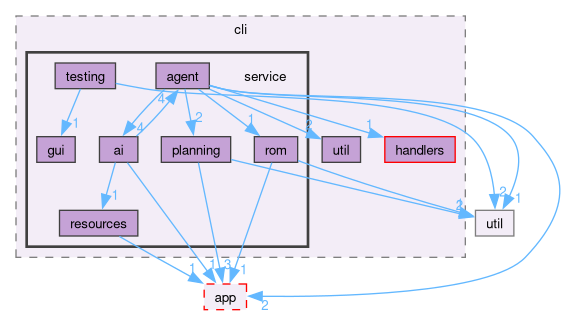 cli
testing
agent
service
4
1
4
2
1
2
1
gui
ai
planning
rom
util
handlers
1
2
1
2
1
resources
util
1
1
3
1
app
2